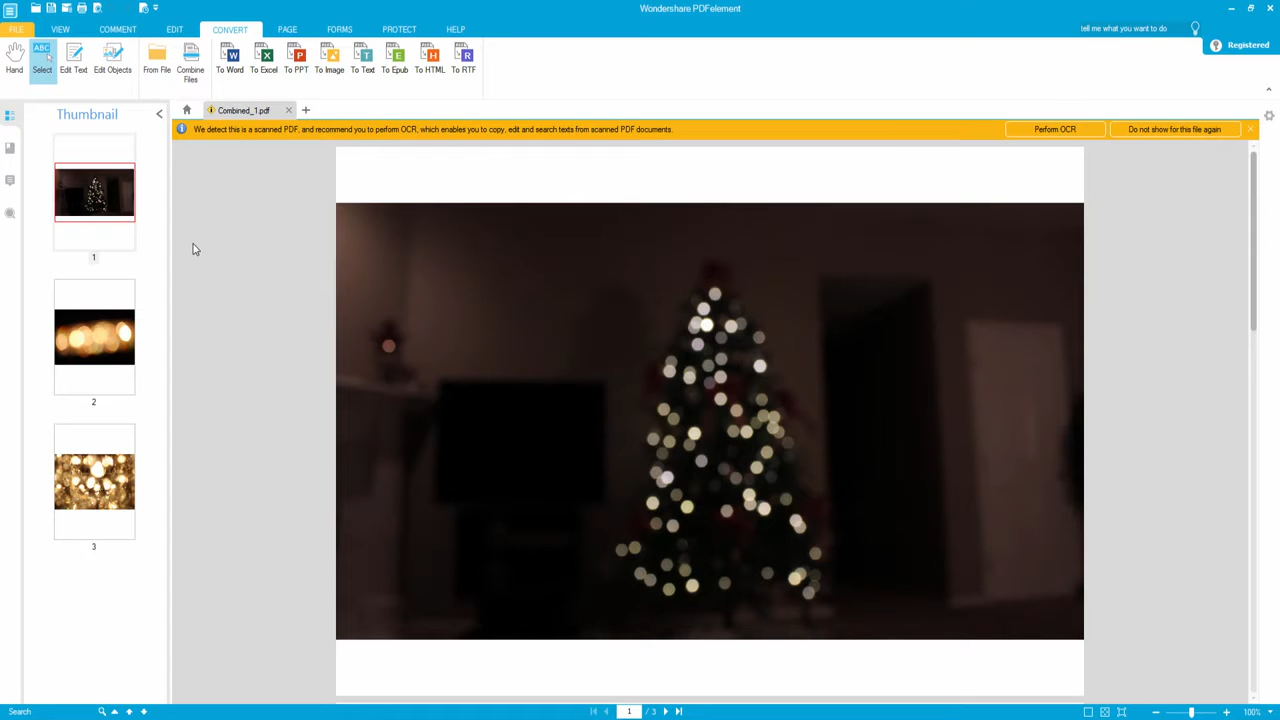 Wondershare PDFelement
FILE VIEW COMMENT EDIT CONVERT PAGE FORMS PROTECT HELP
tell me what you want to do
Registered
ABC
Hand Select Edit Text Edit Objects From File Combine Files To Word To Excel To PPT To Image To Text To Epub To HTML To RTF
Thumbnail
Combined_1.pdf
We detect this is a scanned PDF, and recommend you to perform OCR, which enables you to copy, edit and search texts from scanned PDF documents.
Perform OCR
Do not show for this file again
1
2
3
Search
1 / 3
100%